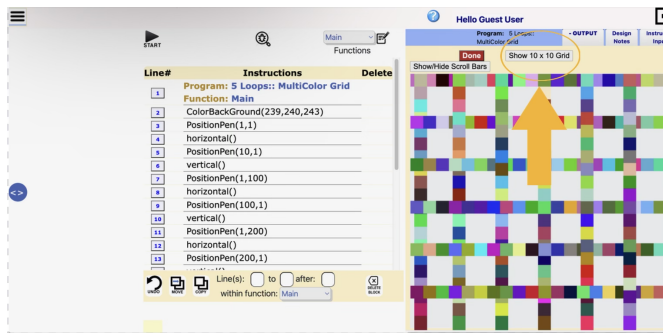 Hello Guest User
START
Main
Functions
Program: 5 Loops::
MultiColor Grid
- OUTPUT
Design
Notes
Done
Show 10 x 10 Grid
Show/Hide Scroll Bars
Line#
Instructions
Delete
1
Program: 5 Loops:: MultiColor Grid
Function: Main
2 ColorBackGround(239,240,243)
3 PositionPen(1,1)
4 horizontal()
5 PositionPen(10,1)
6 vertical()
7 PositionPen(1,100)
8 horizontal()
9 PositionPen(100,1)
10 vertical()
11 PositionPen(1,200)
12 horizontal()
13 PositionPen(200,1)
<>
UNDO
MOVE
COPY
Line(s): to after:
within function: Main
DELETE
BLOCK